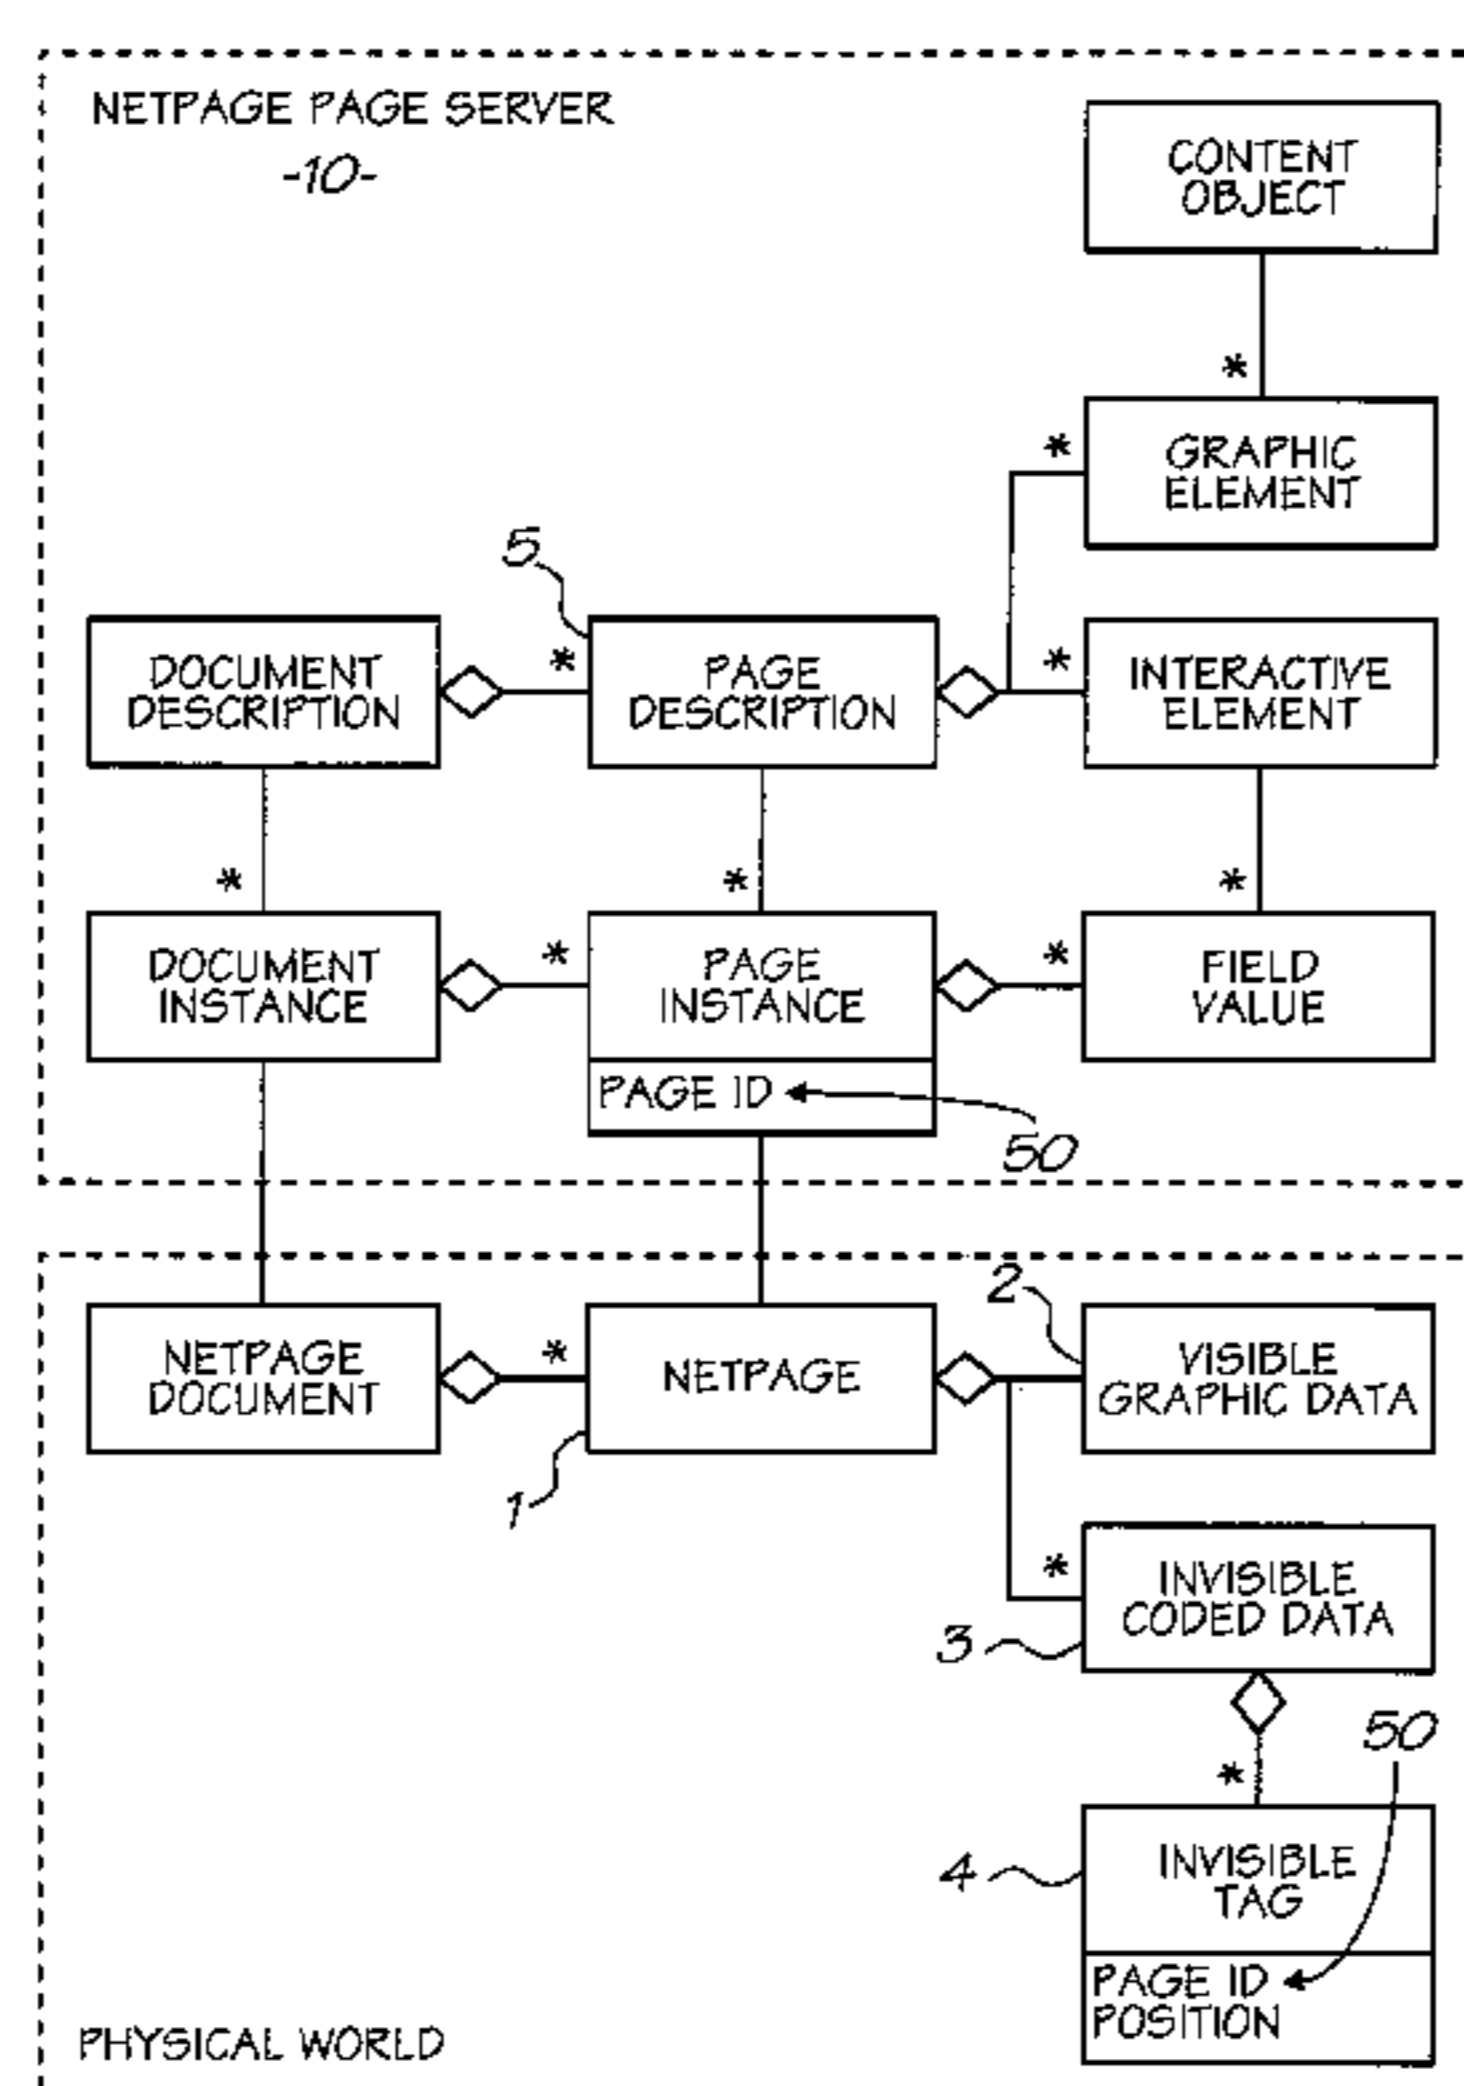 NETPAGE PAGE SERVER
-10-
CONTENT
OBJECT
*
*
GRAPHIC
ELEMENT
5
DOCUMENT
DESCRIPTION
*
PAGE
DESCRIPTION
*
INTERACTIVE
ELEMENT
*
*
*
DOCUMENT
INSTANCE
*
PAGE
INSTANCE
*
FIELD
VALUE
PAGE ID
50
2
NETPAGE
DOCUMENT
*
NETPAGE
VISIBLE
GRAPHIC DATA
1
*
INVISIBLE
CODED DATA
3
50
*
4
INVISIBLE
TAG
PAGE ID
POSITION
PHYSICAL WORLD